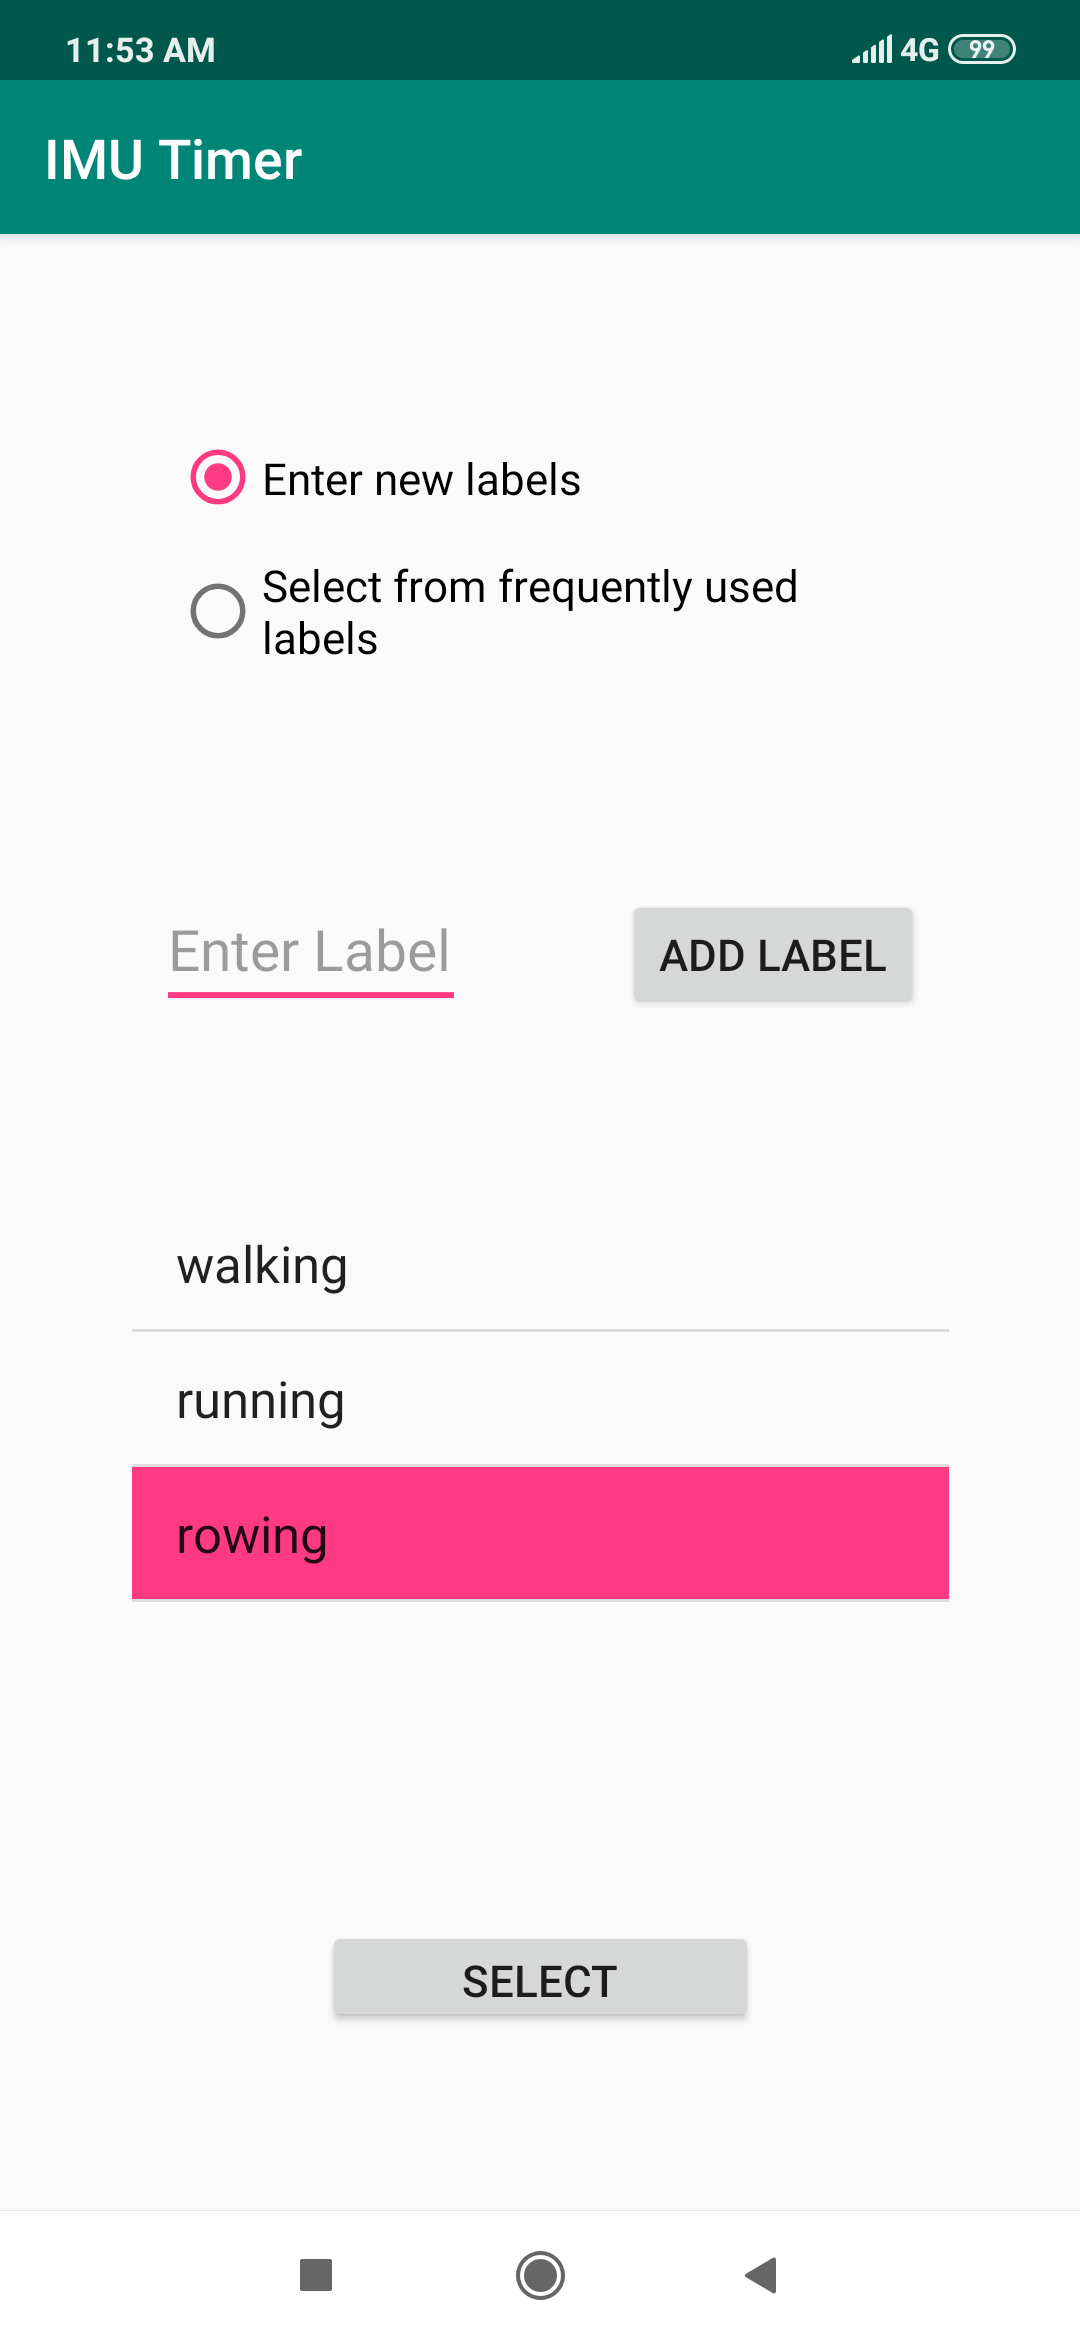 11:53 AM 4G 99
IMU Timer
Enter new labels
Select from frequently used
labels
Enter Label ADD LABEL
walking
running
rowing
SELECT